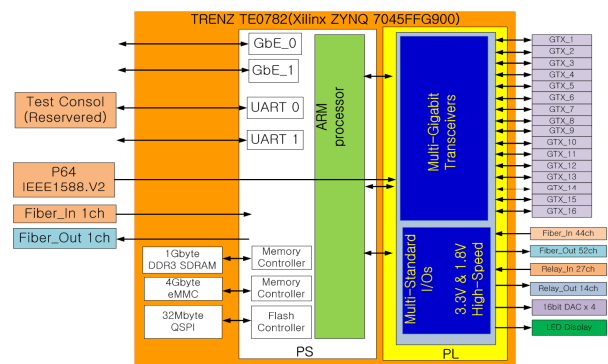 TRENZ TE0782(Xilinx ZYNQ 7045FFG900)
GbE_0
GbE_1
UART 0
UART 1
ARM
processor
Memory
Controller
Memory
Controller
Flash
Controller
PS
Test Consol
(Reservered)
P64
IEEE1588.V2
Fiber_In 1ch
Fiber_Out 1ch
1Gbyte
DDR3 SDRAM
4Gbyte
eMMC
32Mbyte
QSPI
Multi-Gigabit
Transceivers
Multi-Standard
I/Os
3.3V & 1.8V
High-Speed
PL
GTX_1
GTX_2
GTX_3
GTX_4
GTX_5
GTX_6
GTX_7
GTX_8
GTX_9
GTX_10
GTX_11
GTX_12
GTX_13
GTX_14
GTX_15
GTX_16
Fiber_In 44ch
Fiber_Out 52ch
Relay_In 27ch
Relay_Out 14ch
16bit DAC x 4
LED Display